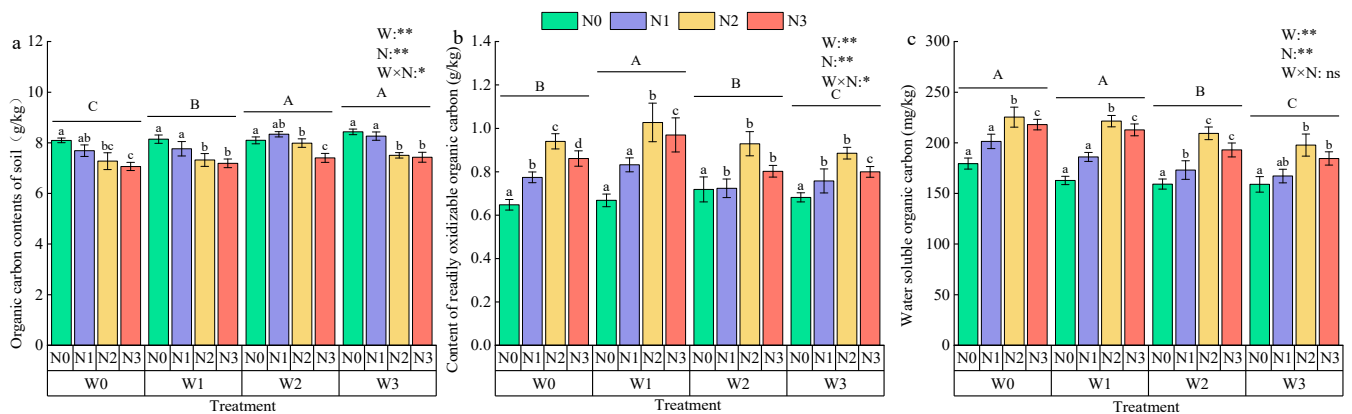 N0 N1 N2 N3
a
Organic carbon contents of soil (g/kg)
12
10
8
6
4
2
0
W:**
N:**
W×N:*
C B A A
a ab bc c a a b b a ab b c a a b b
N0 N1 N2 N3 N0 N1 N2 N3 N0 N1 N2 N3 N0 N1 N2 N3
W0 W1 W2 W3
Treatment
b
Content of readily oxidizable organic carbon (g/kg)
1.4
1.2
1.0
0.8
0.6
0.4
0.2
0.0
W:**
N:**
W×N:*
B A B C
a b c d a a b c a b c c a a b c
N0 N1 N2 N3 N0 N1 N2 N3 N0 N1 N2 N3 N0 N1 N2 N3
W0 W1 W2 W3
Treatment
c
Water soluble organic carbon (mg/kg)
300
250
200
150
100
50
0
W:**
N:**
W×N: ns
A A B C
a a b c a a b c a b c c a ab c b
N0 N1 N2 N3 N0 N1 N2 N3 N0 N1 N2 N3 N0 N1 N2 N3
W0 W1 W2 W3
Treatment